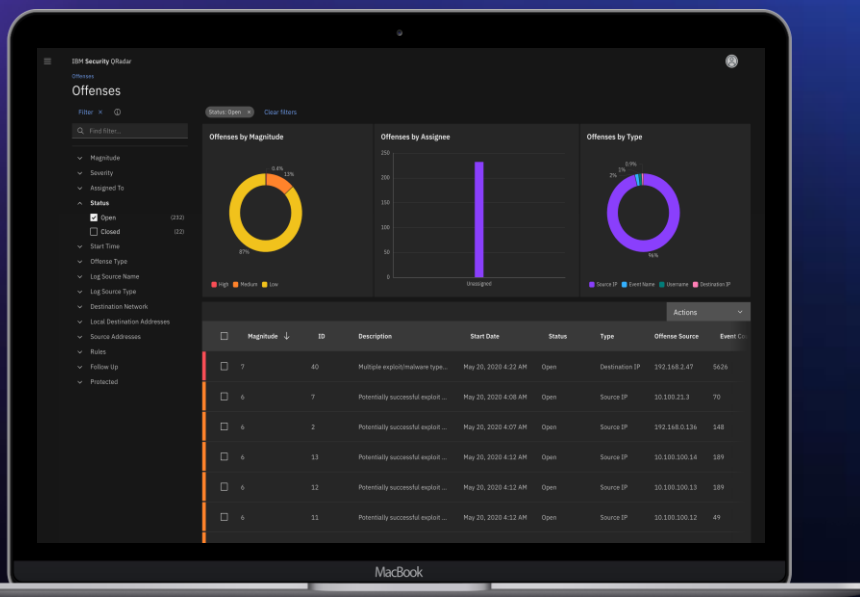 IBM Security QRadar
Offenses
Offenses
Filter × 
Status: Open ×
Clear filters
Find filter...
Magnitude
Severity
Assigned To
Status
Open (232)
Closed (22)
Start Time
Offense Type
Log Source Name
Log Source Type
Destination Network
Local Destination Addresses
Source Addresses
Rules
Follow Up
Protected
Offenses by Magnitude
0.4%
13%
87%
High Medium Low
Offenses by Assignee
250
200
150
100
50
0
Unassigned
Offenses by Type
0.9%
1%
2%
96%
Source IP Event Name Username Destination IP
Actions
Magnitude ↓ ID Description Start Date Status Type Offense Source Event Co
7 40 Multiple exploit/malware type... May 20, 2020 4:22 AM Open Destination IP 192.168.2.47 5626
6 7 Potentially successful exploit ... May 20, 2020 4:08 AM Open Source IP 10.100.21.3 70
6 2 Potentially successful exploit ... May 20, 2020 4:07 AM Open Source IP 192.168.0.136 148
6 13 Potentially successful exploit ... May 20, 2020 4:12 AM Open Source IP 10.100.100.14 189
6 12 Potentially successful exploit ... May 20, 2020 4:12 AM Open Source IP 10.100.100.13 189
6 11 Potentially successful exploit ... May 20, 2020 4:12 AM Open Source IP 10.100.100.12 49
MacBook